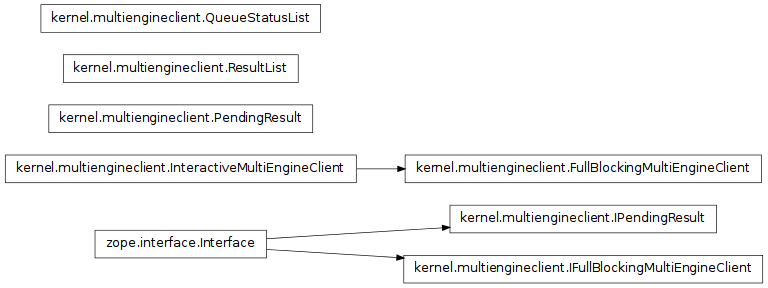 kernel.multiengineclient.QueueStatusList
kernel.multiengineclient.ResultList
kernel.multiengineclient.PendingResult
kernel.multiengineclient.InteractiveMultiEngineClient
kernel.multiengineclient.FullBlockingMultiEngineClient
kernel.multiengineclient.IPendingResult
zope.interface.Interface
kernel.multiengineclient.IFullBlockingMultiEngineClient